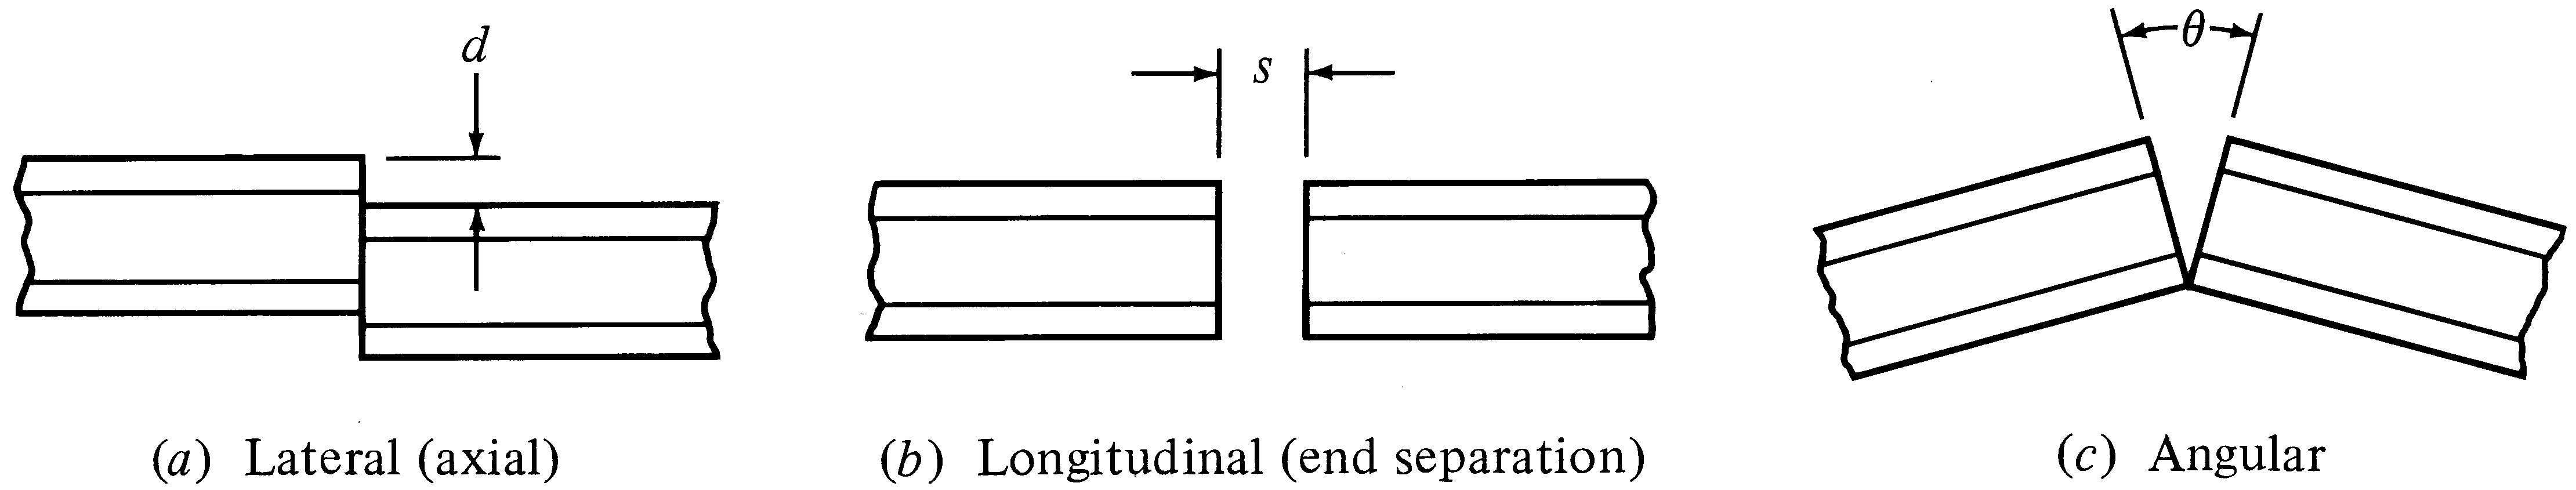 d
s
θ
(a) Lateral (axial)
(b) Longitudinal (end separation)
(c) Angular